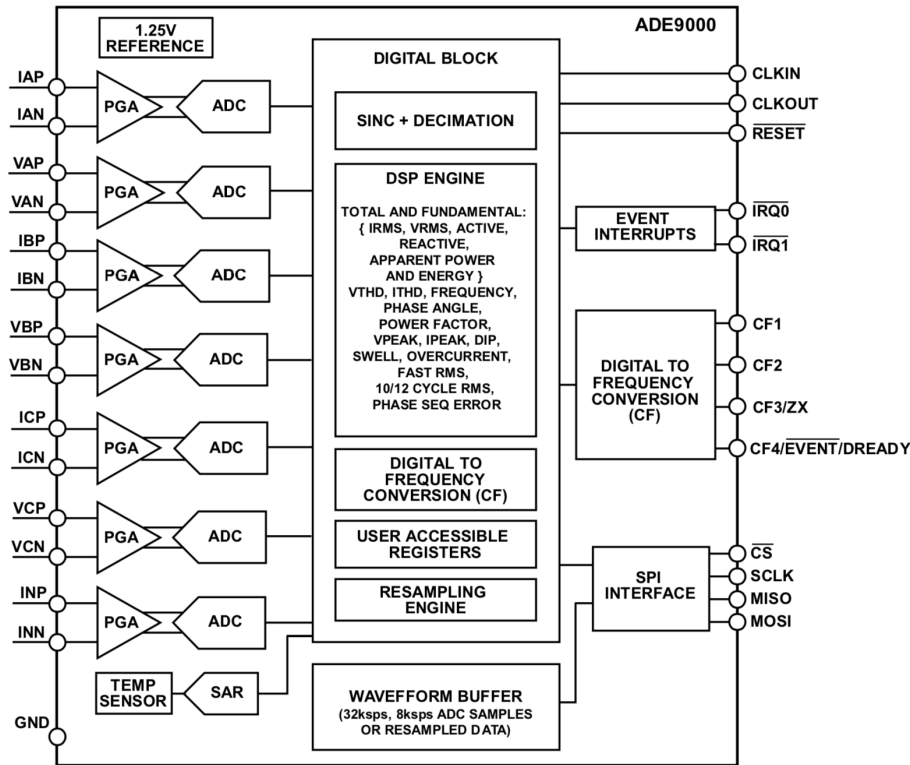 ADE9000
1.25V
REFERENCE
IAP
IAN
PGA
ADC
VAP
VAN
PGA
ADC
IBP
IBN
PGA
ADC
VBP
VBN
PGA
ADC
ICP
ICN
PGA
ADC
VCP
VCN
PGA
ADC
INP
INN
PGA
ADC
TEMP
SENSOR
SAR
GND
DIGITAL BLOCK
SINC + DECIMATION
DSP ENGINE
TOTAL AND FUNDAMENTAL:
{ IRMS, VRMS, ACTIVE,
REACTIVE,
APPARENT POWER
AND ENERGY }
VTHD, ITHD, FREQUENCY,
PHASE ANGLE,
POWER FACTOR,
VPEAK, IPEAK, DIP,
SWELL, OVERCURRENT,
FAST RMS,
10/12 CYCLE RMS,
PHASE SEQ ERROR
DIGITAL TO
FREQUENCY
CONVERSION (CF)
USER ACCESSIBLE
REGISTERS
RESAMPLING
ENGINE
WAVEFFORM BUFFER
(32ksps, 8ksps ADC SAMPLES
OR RESAMPLED DATA)
EVENT
INTERRUPTS
DIGITAL TO
FREQUENCY
CONVERSION
(CF)
SPI
INTERFACE
CLKIN
CLKOUT
RESET
IRQ0
IRQ1
CF1
CF2
CF3/ZX
CF4/EVENT/DREADY
CS
SCLK
MISO
MOSI